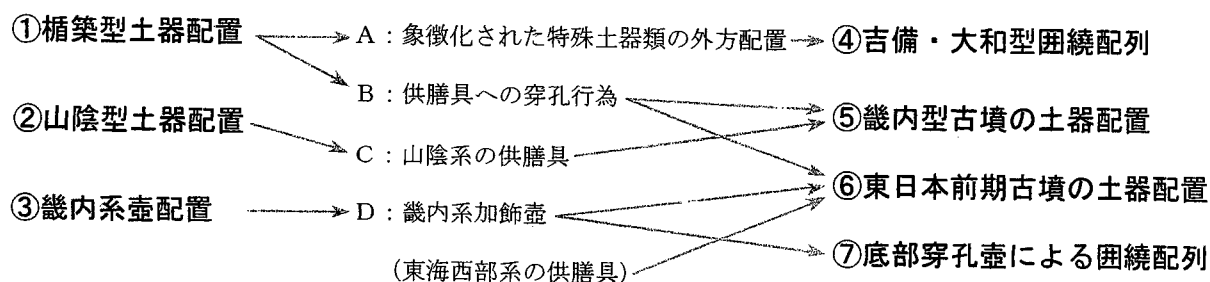 ①楯築型土器配置
A：象徴化された特殊土器類の外方配置
④吉備・大和型囲繞配列
B：供膳具への穿孔行為
②山陰型土器配置
⑤畿内型古墳の土器配置
C：山陰系の供膳具
⑥東日本前期古墳の土器配置
③畿内系壺配置
D：畿内系加飾壺
⑦底部穿孔壺による囲繞配列
（東海西部系の供膳具）